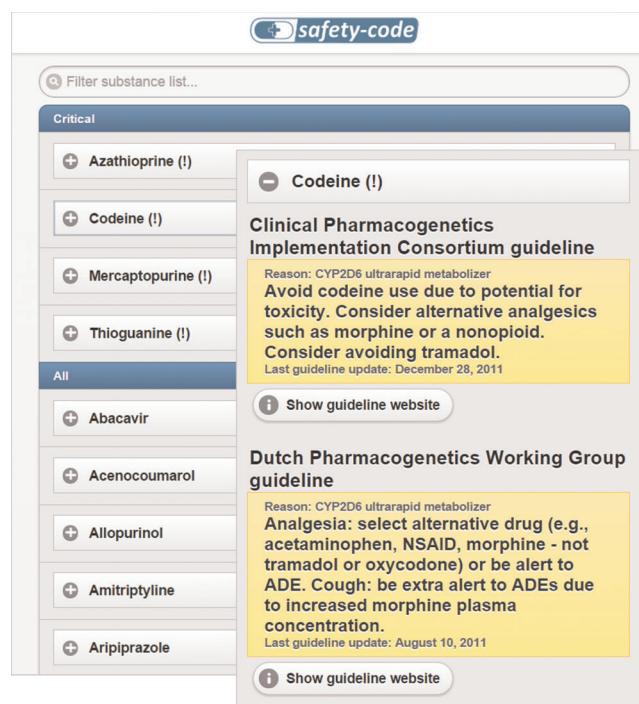 safety-code
Filter substance list...
Critical
Azathioprine (!)
Codeine (!)
Mercaptopurine (!)
Thioguanine (!)
All
Abacavir
Acenocoumarol
Allopurinol
Amitriptyline
Aripiprazole
Codeine (!)
Clinical Pharmacogenetics
Implementation Consortium guideline
Reason: CYP2D6 ultrarapid metabolizer
Avoid codeine use due to potential for
toxicity. Consider alternative analgesics
such as morphine or a nonopioid.
Consider avoiding tramadol.
Last guideline update: December 28, 2011
Show guideline website
Dutch Pharmacogenetics Working Group
guideline
Reason: CYP2D6 ultrarapid metabolizer
Analgesia: select alternative drug (e.g.,
acetaminophen, NSAID, morphine - not
tramadol or oxycodone) or be alert to
ADE. Cough: be extra alert to ADEs due
to increased morphine plasma
concentration.
Last guideline update: August 10, 2011
Show guideline website